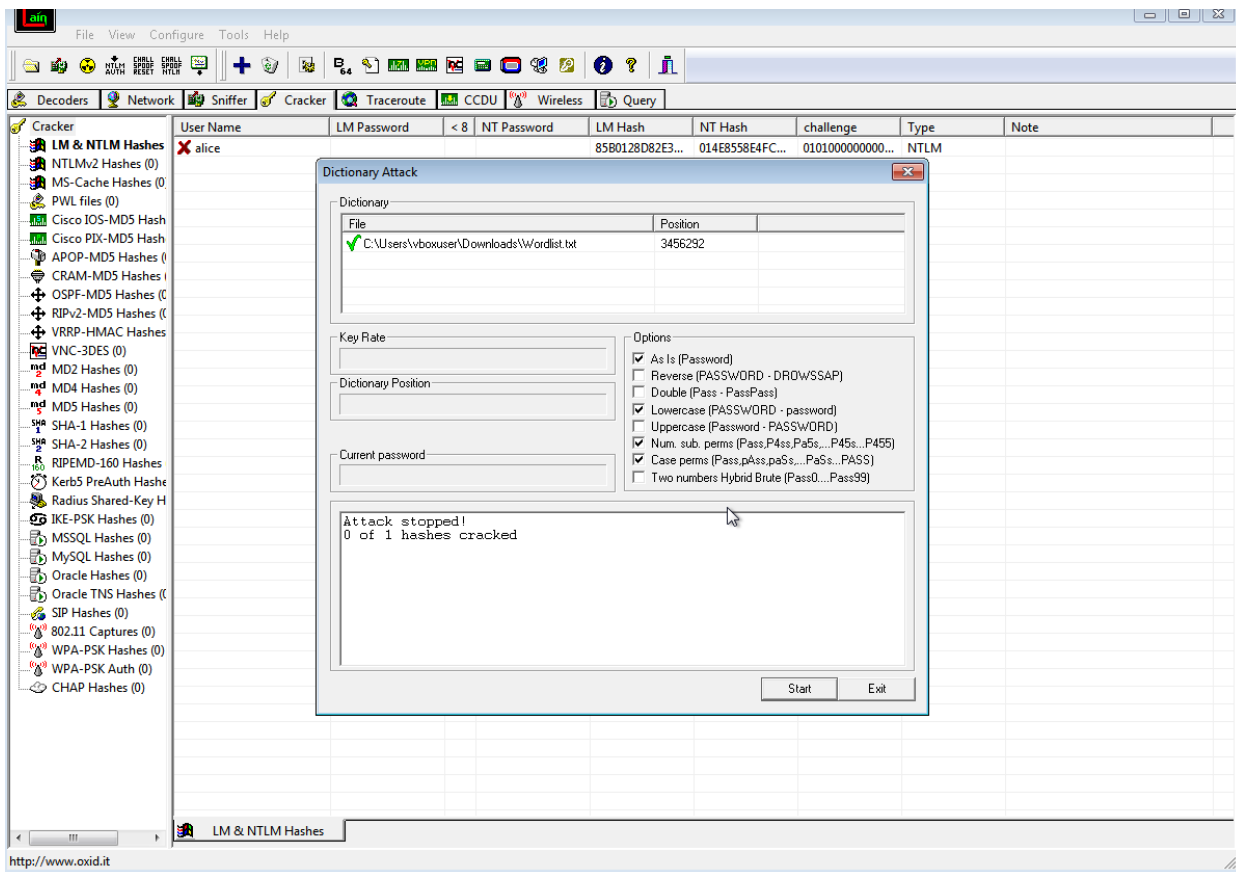 ain
File View Configure Tools Help
NTLM AUTH CHALL SPOOF RESET CHALL SPOOF NTLM
B64
Decoders Network Sniffer Cracker Traceroute CCDU Wireless Query
Cracker
LM & NTLM Hashes
NTLMv2 Hashes (0)
MS-Cache Hashes (0)
PWL files (0)
Cisco IOS-MD5 Hash
Cisco PIX-MD5 Hash
APOP-MD5 Hashes (
CRAM-MD5 Hashes (
OSPF-MD5 Hashes (0
RIPv2-MD5 Hashes (0
VRRP-HMAC Hashes
VNC-3DES (0)
MD2 Hashes (0)
MD4 Hashes (0)
MD5 Hashes (0)
SHA-1 Hashes (0)
SHA-2 Hashes (0)
RIPEMD-160 Hashes
Kerb5 PreAuth Hashe
Radius Shared-Key H
IKE-PSK Hashes (0)
MSSQL Hashes (0)
MySQL Hashes (0)
Oracle Hashes (0)
Oracle TNS Hashes (0
SIP Hashes (0)
802.11 Captures (0)
WPA-PSK Hashes (0)
WPA-PSK Auth (0)
CHAP Hashes (0)
User Name LM Password < 8 NT Password LM Hash NT Hash challenge Type Note
alice 85B0128D82E3... 014E8558E4FC... 0101000000000... NTLM
Dictionary Attack
Dictionary
File Position
C:\Users\vboxuser\Downloads\Wordlist.txt 3456292
Key Rate
Dictionary Position
Current password
Options
As Is (Password)
Reverse (PASSWORD - DROWSSAP)
Double (Pass - PassPass)
Lowercase (PASSWORD - password)
Uppercase (Password - PASSWORD)
Num. sub. perms (Pass,P4ss,Pa5s,...P45s...P455)
Case perms (Pass,pAss,paSs,...PaSs...PASS)
Two numbers Hybrid Brute (Pass0....Pass99)
Attack stopped!
0 of 1 hashes cracked
Start Exit
LM & NTLM Hashes
http://www.oxid.it